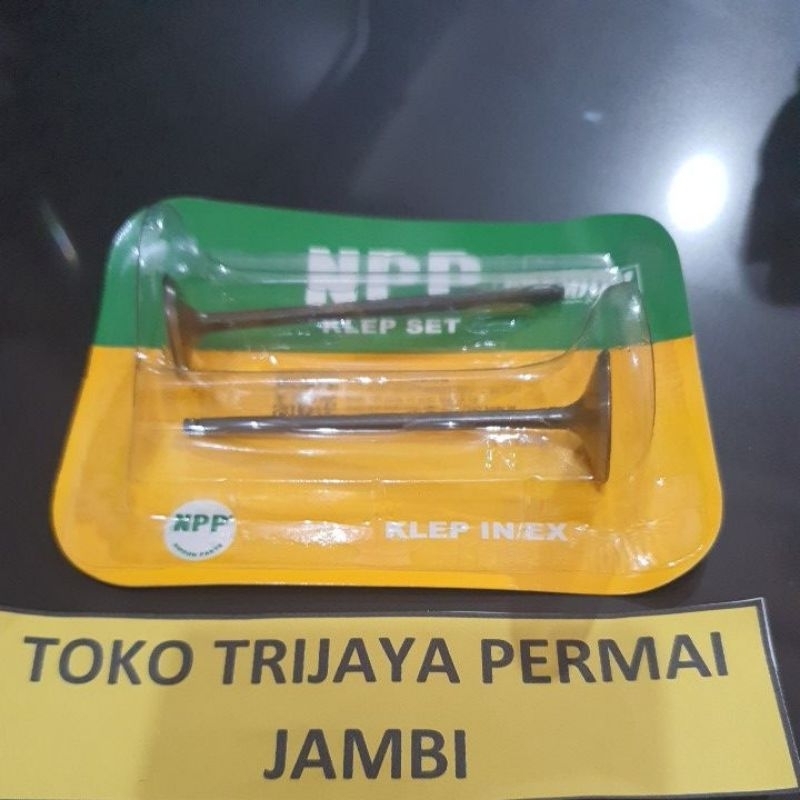 NPP
KLEP SET
NPP
KLEP IN/EX
TOKO TRIJAYA PERMAI
JAMBI